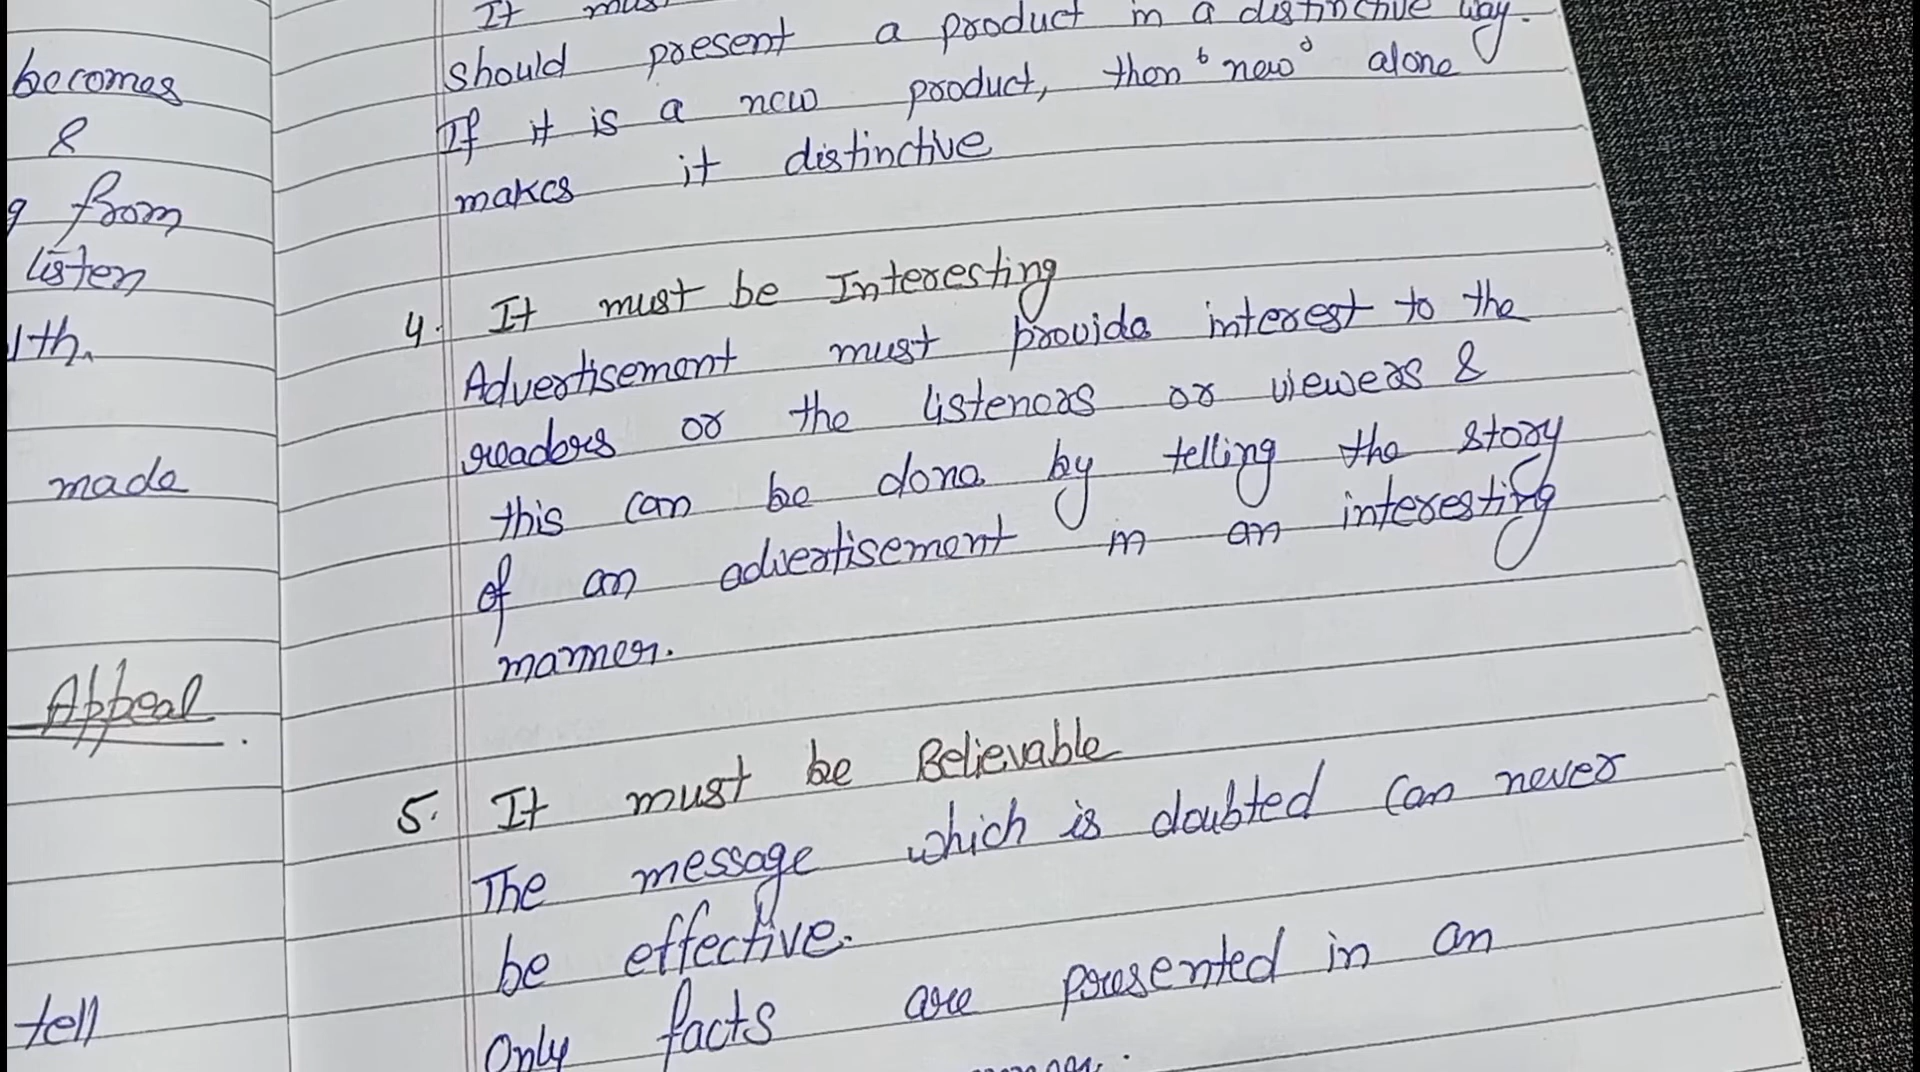 becomes
&
from
listen
made
Appeal
tell
It
should present a product in a distinctive way.
If it is a new product, then 'new' alone
makes it distinctive
4. It must be Interesting
Advertisement must provide interest to the
readers or the listeners or viewers &
this can be done by telling the story
of an advertisement in an interesting
manner.
5. It must be Believable
The message which is doubted can never
be effective.
Only facts are presented in an